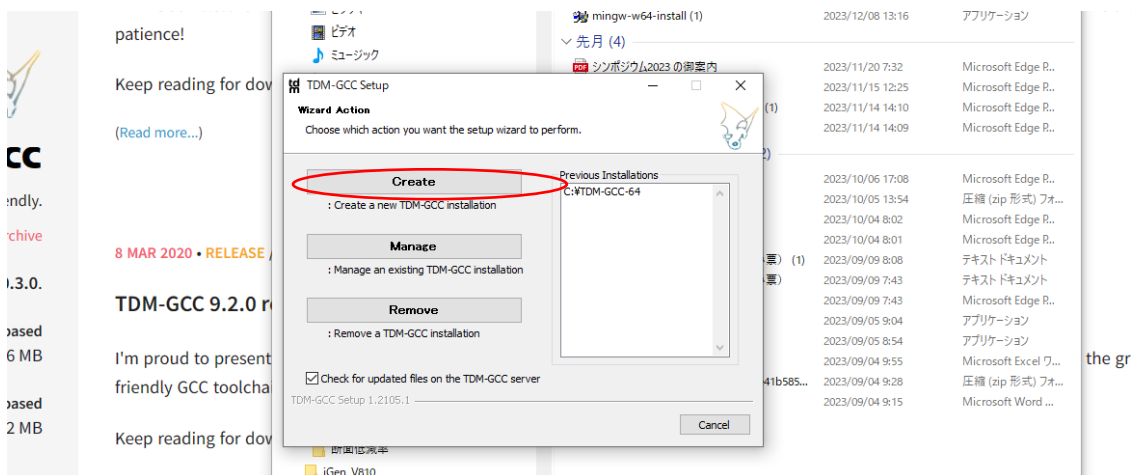 patience!
Keep reading for dow
(Read more...)
cc
endly.
rchive
0.3.0.
based
6 MB
based
2 MB
8 MAR 2020 • RELEASE /
TDM-GCC 9.2.0 re
I'm proud to present
friendly GCC toolchai
Keep reading for dow
the gr
ビデオ
ミュージック
断面低減率
iGen_V810
TDM-GCC Setup
Wizard Action
Choose which action you want the setup wizard to perform.
Create
: Create a new TDM-GCC installation
Manage
: Manage an existing TDM-GCC installation
Remove
: Remove a TDM-GCC installation
Previous Installations
C:¥TDM-GCC-64
Check for updated files on the TDM-GCC server
TDM-GCC Setup 1.2105.1
Cancel
mingw-w64-install (1) 2023/12/08 13:16 アプリケーション
先月 (4)
シンポジウム2023 の御案内 2023/11/20 7:32 Microsoft Edge P...
2023/11/15 12:25 Microsoft Edge P...
(1) 2023/11/14 14:10 Microsoft Edge P...
2023/11/14 14:09 Microsoft Edge P...
2)
2023/10/06 17:08 Microsoft Edge P...
2023/10/05 13:54 圧縮 (zip 形式) フォ...
2023/10/04 8:02 Microsoft Edge P...
2023/10/04 8:01 Microsoft Edge P...
票) (1) 2023/09/09 8:08 テキスト ドキュメント
票) 2023/09/09 7:43 テキスト ドキュメント
2023/09/09 7:43 Microsoft Edge P...
2023/09/05 9:04 アプリケーション
2023/09/05 8:54 アプリケーション
2023/09/04 9:55 Microsoft Excel ワ...
41b585... 2023/09/04 9:28 圧縮 (zip 形式) フォ...
2023/09/04 9:15 Microsoft Word ...